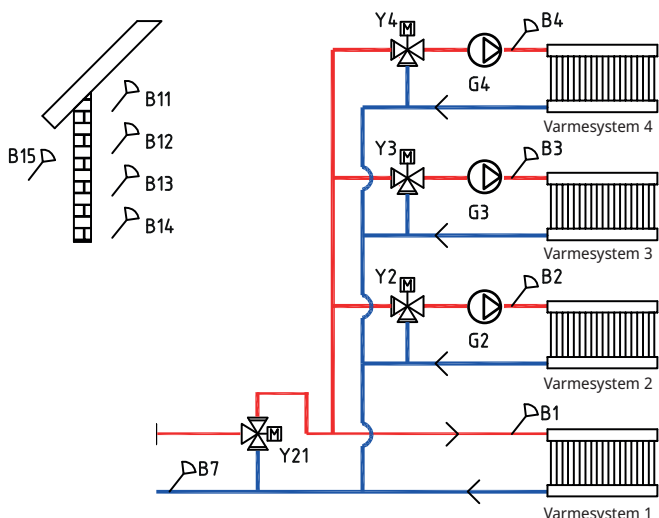 Y4
M
B4
G4
Varmesystem 4
B11
B12
B15
B13
B14
Y3
M
B3
G3
Varmesystem 3
Y2
M
B2
G2
Varmesystem 2
B1
M
Y21
B7
Varmesystem 1